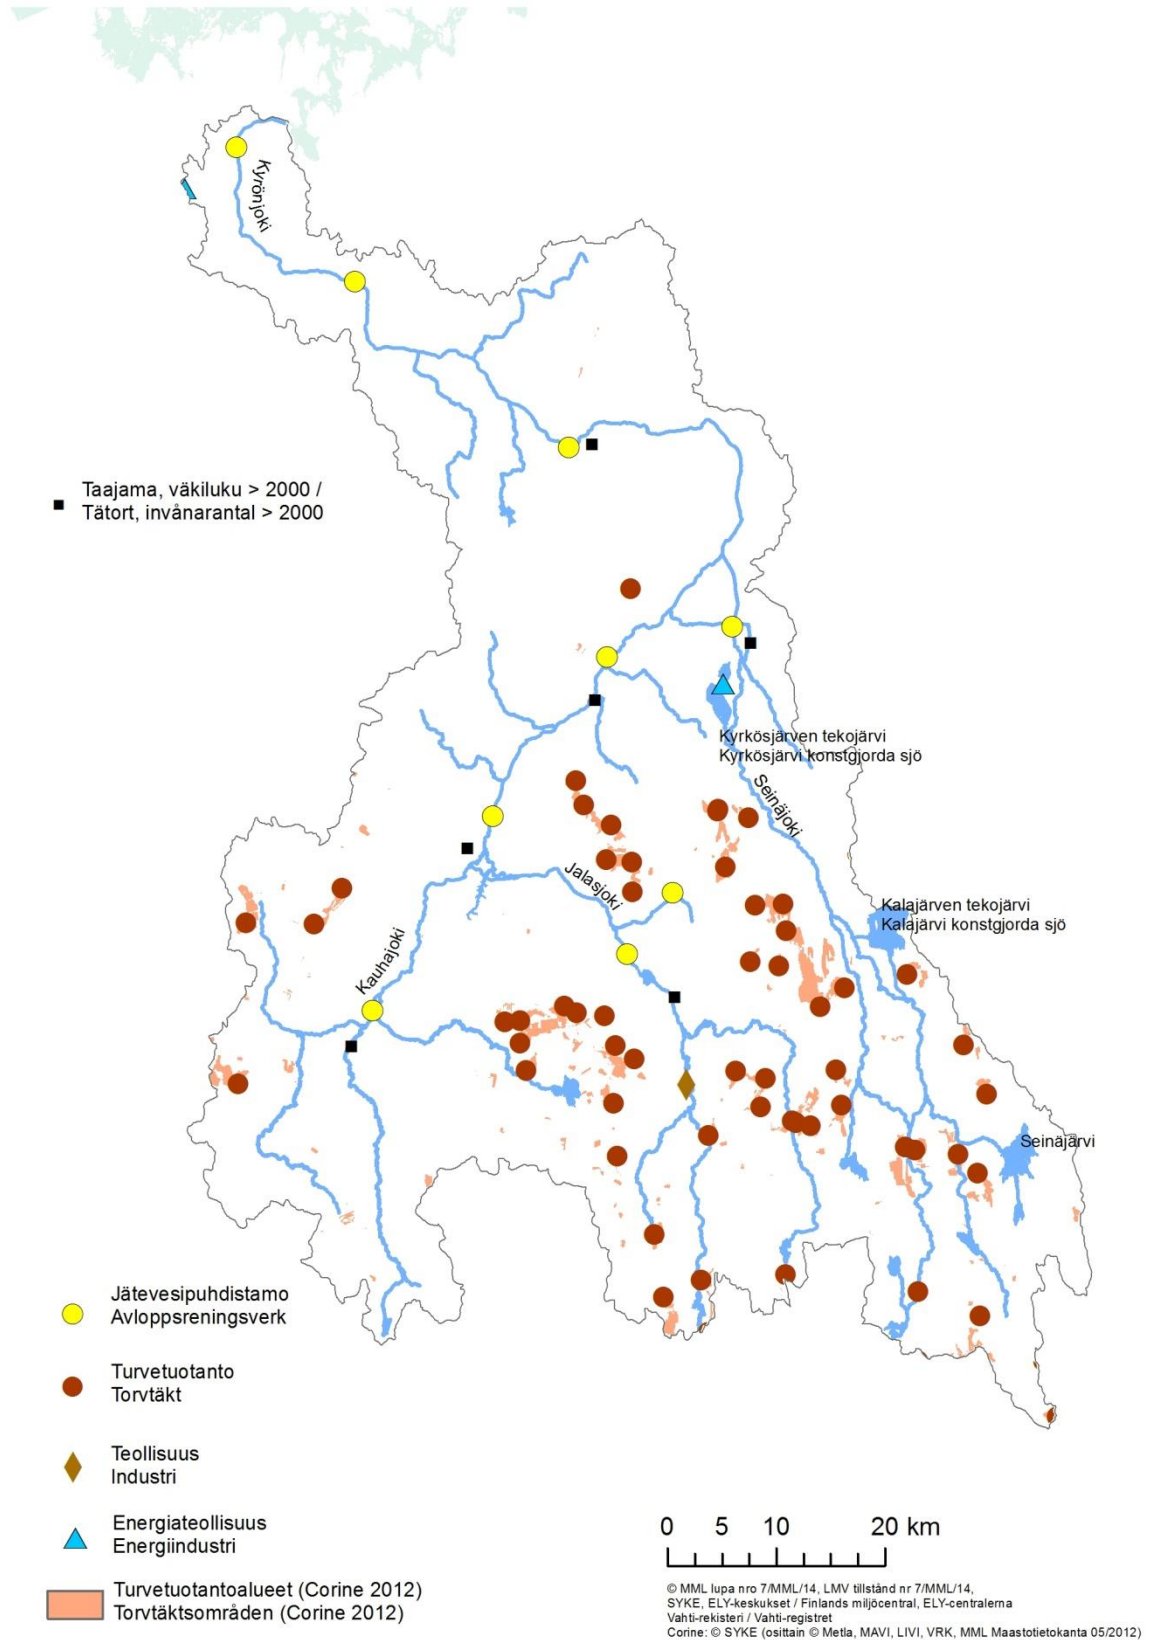 Kyrönjoki
Taajama, väkiluku > 2000 /
Tätort, invånarantal > 2000
Kyrkösjärven tekojärvi
Kyrkösjärvi konstgjorda sjö
Seinäjoki
Jalasjoki
Kalajärven tekojärvi
Kalajärvi konstgjorda sjö
Kauhajoki
Seinäjärvi
Jätevesipuhdistamo
Avloppsreningsverk
Turvetuotanto
Torvtäkt
Teollisuus
Industri
Energiateollisuus
Energiindustri
Turvetuotantoalueet (Corine 2012)
Torvtäktsområden (Corine 2012)
0 5 10 20 km
© MML lupa nro 7/MML/14, LMV tillstånd nr 7/MML/14,
SYKE, ELY-keskukset / Finlands miljöcentral, ELY-centralerna
Vahti-rekisteri / Vahti-registret
Corine: © SYKE (osittain © Metla, MAVI, LIVI, VRK, MML Maastotietokanta 05/2012)